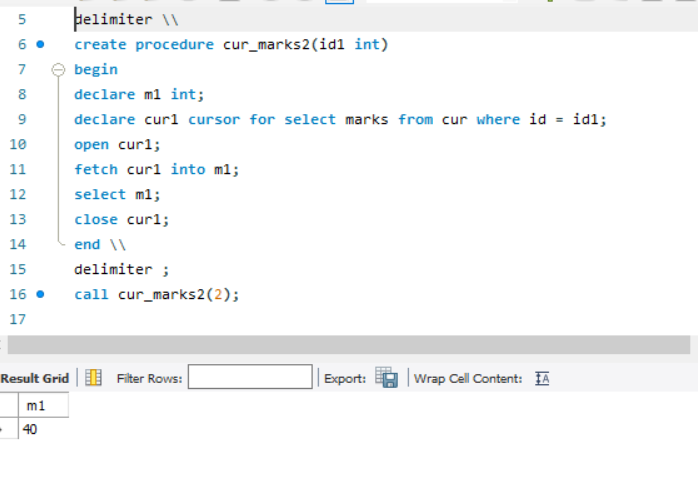 5 delimiter \\
6 create procedure cur_marks2(id1 int)
7 begin
8 declare m1 int;
9 declare cur1 cursor for select marks from cur where id = id1;
10 open cur1;
11 fetch cur1 into m1;
12 select m1;
13 close cur1;
14 end \\
15 delimiter ;
16 call cur_marks2(2);
17
Result Grid Filter Rows: Export: Wrap Cell Content: IA
m1
40